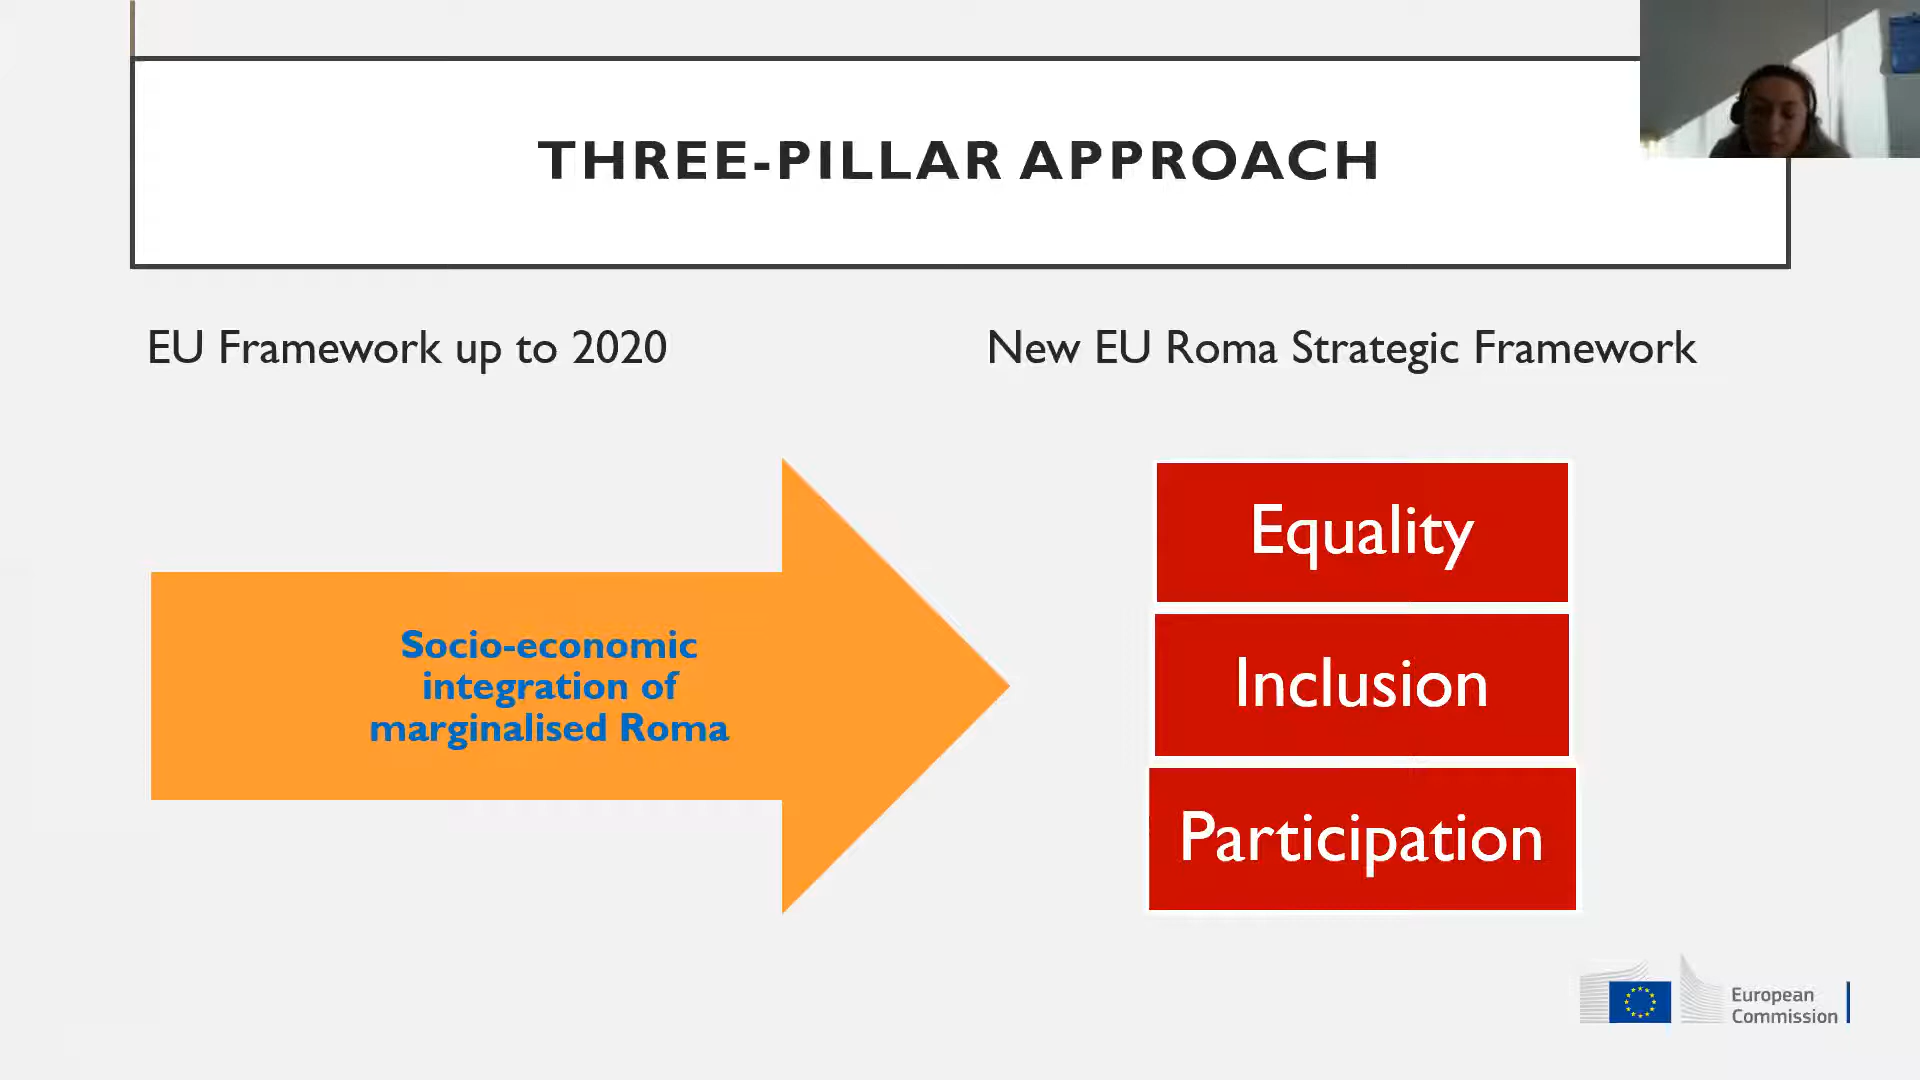 THREE-PILLAR APPROACH
EU Framework up to 2020
New EU Roma Strategic Framework
Socio-economic
integration of
marginalised Roma
Equality
Inclusion
Participation
European
Commission